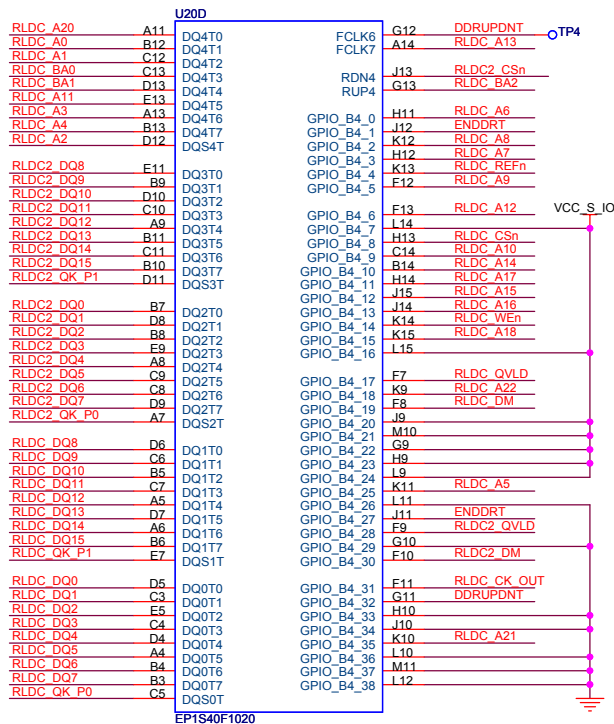 U20D
RLDC_A20 A11 DQ4T0
RLDC_A0 B12 DQ4T1
RLDC_A1 C12 DQ4T2
RLDC_BA0 C13 DQ4T3
RLDC_BA1 D13 DQ4T4
RLDC_A11 E13 DQ4T5
RLDC_A3 A13 DQ4T6
RLDC_A4 B13 DQ4T7
RLDC_A2 D12 DQS4T
RLDC2_DQ8 E11 DQ3T0
RLDC2_DQ9 B9 DQ3T1
RLDC2_DQ10 D10 DQ3T2
RLDC2_DQ11 C10 DQ3T3
RLDC2_DQ12 A9 DQ3T4
RLDC2_DQ13 B11 DQ3T5
RLDC2_DQ14 C11 DQ3T6
RLDC2_DQ15 B10 DQ3T7
RLDC2_QK_P1 D11 DQS3T
RLDC2_DQ0 B7 DQ2T0
RLDC2_DQ1 D8 DQ2T1
RLDC2_DQ2 B8 DQ2T2
RLDC2_DQ3 E9 DQ2T3
RLDC2_DQ4 A8 DQ2T4
RLDC2_DQ5 C9 DQ2T5
RLDC2_DQ6 C8 DQ2T6
RLDC2_DQ7 D9 DQ2T7
RLDC2_QK_P0 A7 DQS2T
RLDC_DQ8 D6 DQ1T0
RLDC_DQ9 C6 DQ1T1
RLDC_DQ10 B5 DQ1T2
RLDC_DQ11 C7 DQ1T3
RLDC_DQ12 A5 DQ1T4
RLDC_DQ13 D7 DQ1T5
RLDC_DQ14 A6 DQ1T6
RLDC_DQ15 B6 DQ1T7
RLDC_QK_P1 E7 DQS1T
RLDC_DQ0 D5 DQ0T0
RLDC_DQ1 C3 DQ0T1
RLDC_DQ2 E5 DQ0T2
RLDC_DQ3 C4 DQ0T3
RLDC_DQ4 D4 DQ0T4
RLDC_DQ5 A4 DQ0T5
RLDC_DQ6 B4 DQ0T6
RLDC_DQ7 B3 DQ0T7
RLDC_QK_P0 C5 DQS0T
FCLK6 G12 DDRUPDNT TP4
FCLK7 A14 RLDC_A13
RDN4 J13 RLDC2_CSn
RUP4 G13 RLDC_BA2
GPIO_B4_0 H11 RLDC_A6
GPIO_B4_1 J12 ENDDRT
GPIO_B4_2 K12 RLDC_A8
GPIO_B4_3 H12 RLDC_A7
GPIO_B4_4 K13 RLDC_REFn
GPIO_B4_5 F12 RLDC_A9
GPIO_B4_6 F13 RLDC_A12 VCC_S_IO
GPIO_B4_7 L14
GPIO_B4_8 H13 RLDC_CSn
GPIO_B4_9 C14 RLDC_A10
GPIO_B4_10 B14 RLDC_A14
GPIO_B4_11 H14 RLDC_A17
GPIO_B4_12 J15 RLDC_A15
GPIO_B4_13 J14 RLDC_A16
GPIO_B4_14 K14 RLDC_WEn
GPIO_B4_15 K15 RLDC_A18
GPIO_B4_16 L15
GPIO_B4_17 F7 RLDC_QVLD
GPIO_B4_18 K9 RLDC_A22
GPIO_B4_19 F8 RLDC_DM
GPIO_B4_20 J9
GPIO_B4_21 M10
GPIO_B4_22 G9
GPIO_B4_23 H9
GPIO_B4_24 L9
GPIO_B4_25 K11 RLDC_A5
GPIO_B4_26 L11
GPIO_B4_27 J11 ENDDRT
GPIO_B4_28 F9 RLDC2_QVLD
GPIO_B4_29 G10
GPIO_B4_30 F10 RLDC2_DM
GPIO_B4_31 F11 RLDC_CK_OUT
GPIO_B4_32 G11 DDRUPDNT
GPIO_B4_33 H10
GPIO_B4_34 J10
GPIO_B4_35 K10 RLDC_A21
GPIO_B4_36 L10
GPIO_B4_37 M11
GPIO_B4_38 L12
EP1S40F1020